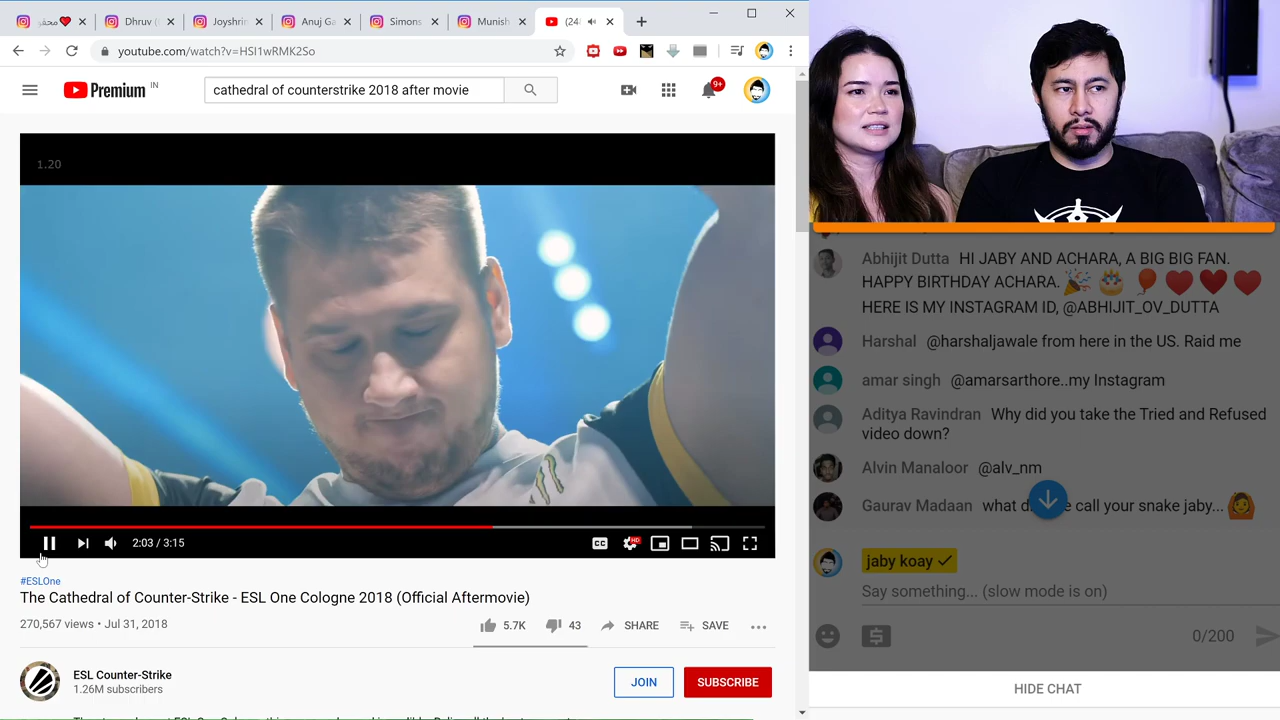 محفو
Dhruv (
Joyshri
Anuj Ga
Simons
Munish
(24
youtube.com/watch?v=HSI1wRMK2So
Premium IN
cathedral of counterstrike 2018 after movie
9+
1.20
2:03 / 3:15
CC
HD
#ESLOne
The Cathedral of Counter-Strike - ESL One Cologne 2018 (Official Aftermovie)
270,567 views • Jul 31, 2018
5.7K
43
SHARE
SAVE
ESL Counter-Strike
1.26M subscribers
JOIN
SUBSCRIBE
Abhijit Dutta HI JABY AND ACHARA, A BIG BIG FAN.
HAPPY BIRTHDAY ACHARA. 🎉 🎂 🎈 ♥ ♥ ♥
HERE IS MY INSTAGRAM ID, @ABHIJIT_OV_DUTTA
Harshal @harshaljawale from here in the US. Raid me
amar singh @amarsarthore..my Instagram
Aditya Ravindran Why did you take the Tried and Refused
video down?
Alvin Manaloor @alv_nm
Gaurav Madaan what call your snake jaby... 🙆
jaby koay ✓
Say something... (slow mode is on)
0/200
HIDE CHAT